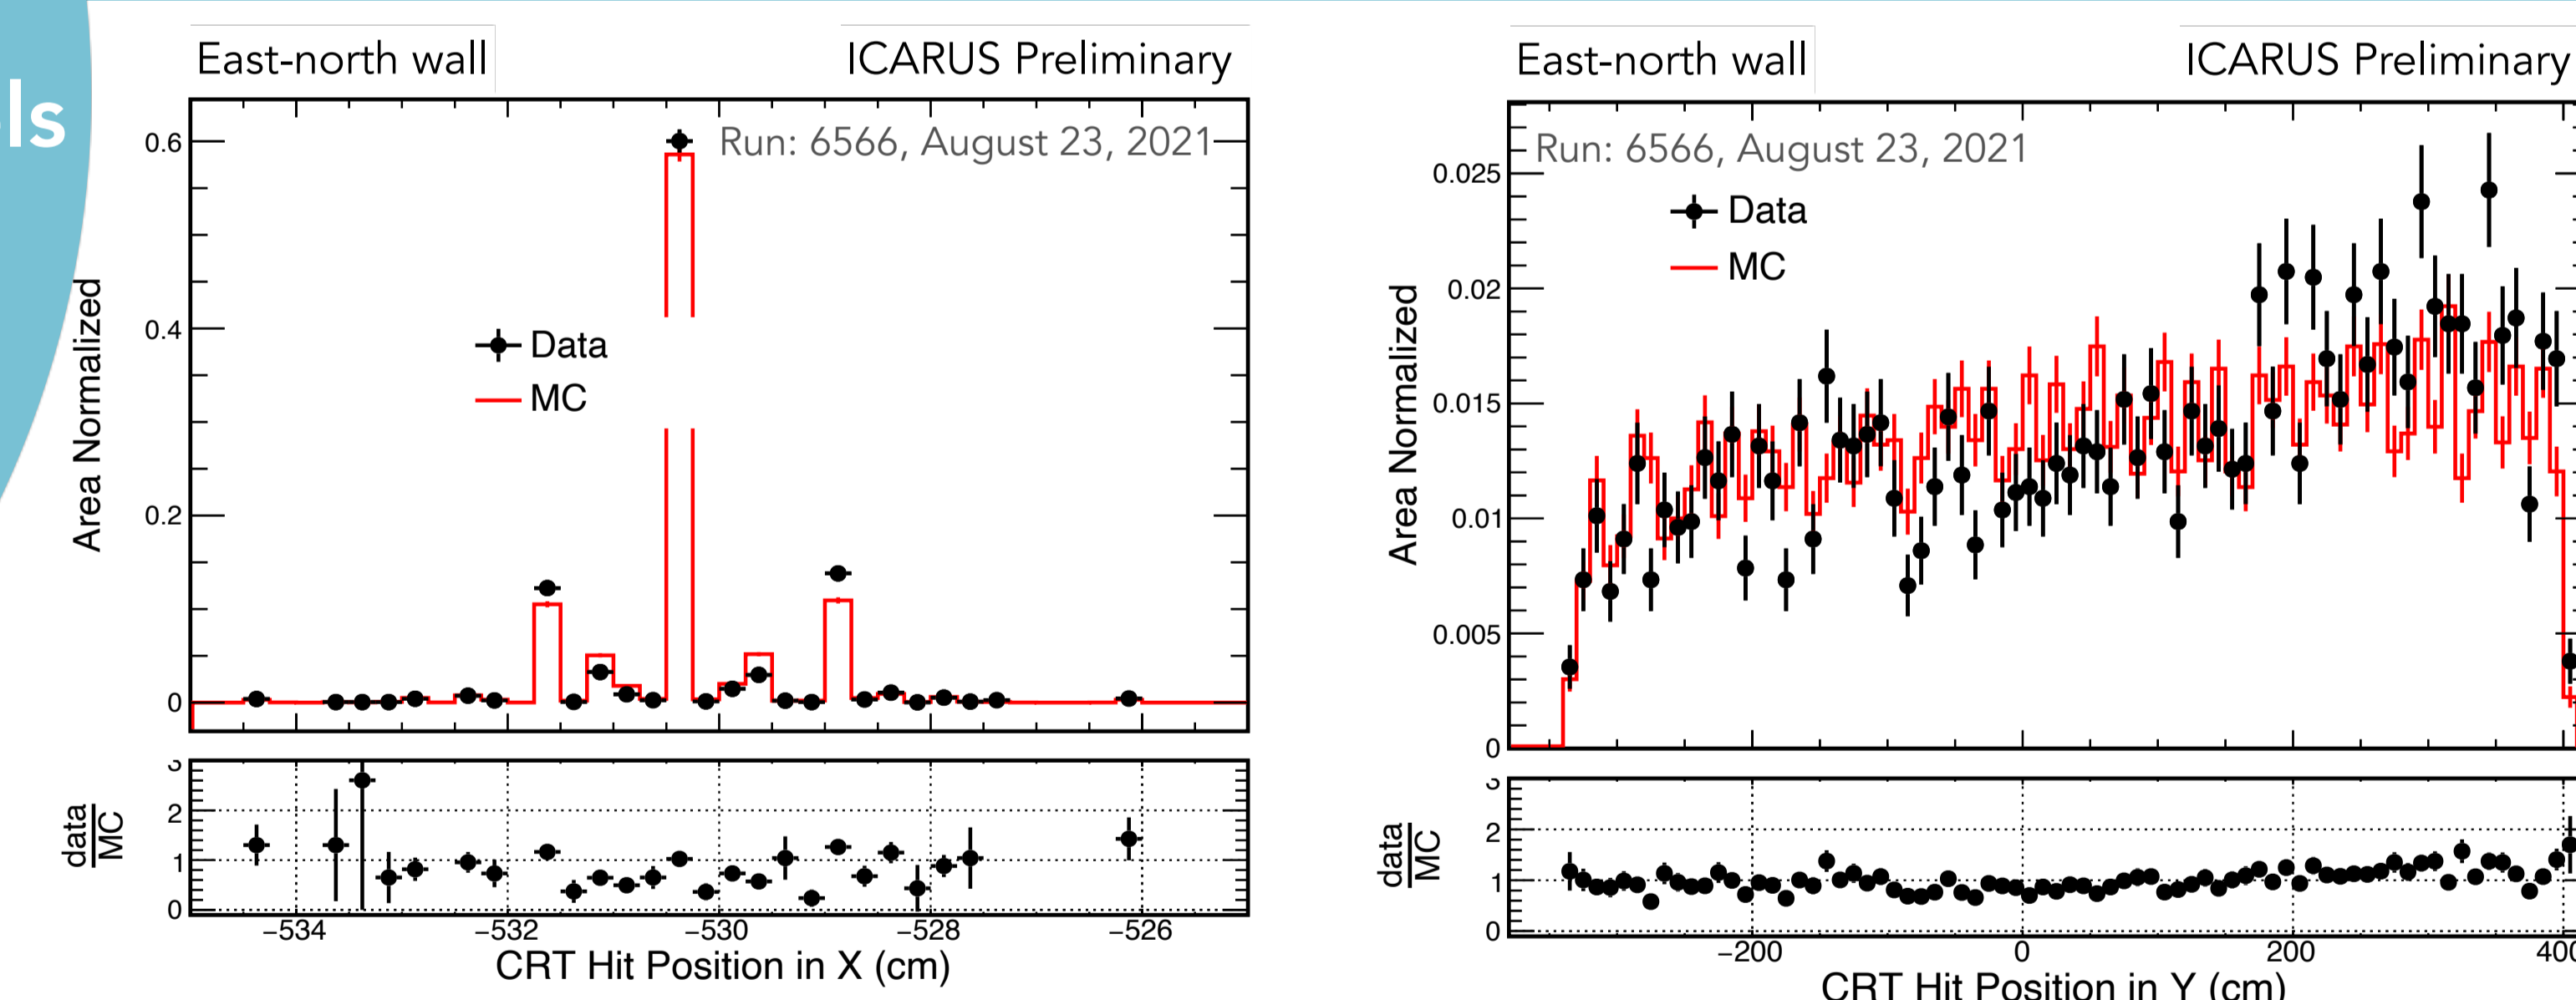 ls
East-north wall
ICARUS Preliminary
Run: 6566, August 23, 2021
Data
MC
Area Normalized
0.6
0.4
0.2
0
data
MC
3
2
1
0
−534
−532
−530
−528
−526
CRT Hit Position in X (cm)
East-north wall
ICARUS Preliminary
Run: 6566, August 23, 2021
Data
MC
Area Normalized
0.025
0.02
0.015
0.01
0.005
0
data
MC
3
2
1
0
−200
0
200
400
CRT Hit Position in Y (cm)